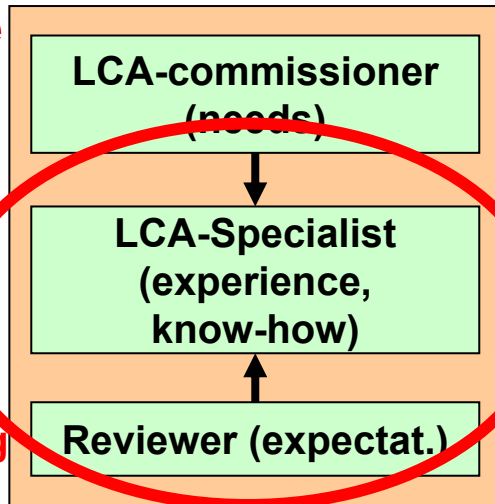 e
LCA-commissioner
(needs)
LCA-Specialist
(experience,
know-how)
g
Reviewer (expectat.)